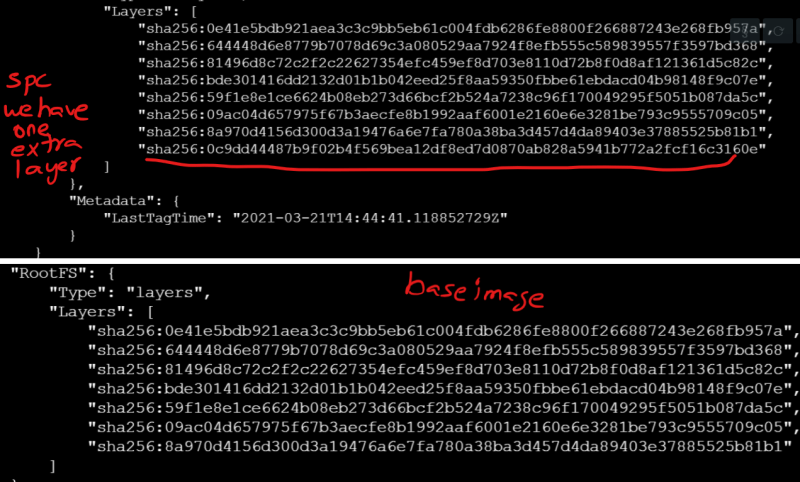 "Layers": [
"sha256:0e41e5bdb921aea3c3c9bb5eb61c004fdb6286fe8800f266887243e268fb957a",
"sha256:644448d6e8779b7078d69c3a080529aa7924f8efb555c589839557f3597bd368",
"sha256:81496d8c72c2f2c22627354efc459ef8d703e8110d72b8f0d8af121361d5c82c",
"sha256:bde301416dd2132d01b1b042eed25f8aa59350fbbe61ebdacd04b98148f9c07e",
"sha256:59f1e8e1ce6624b08eb273d66bcf2b524a7238c96f170049295f5051b087da5c",
"sha256:09ac04d657975f67b3aecfe8b1992aaf6001e2160e6e3281be793c9555709c05",
"sha256:8a970d4156d300d3a19476a6e7fa780a38ba3d457d4da89403e37885525b81b1",
"sha256:0c9dd44487b9f02b4f569bea12df8ed7d0870ab828a5941b772a2fcf16c3160e"
]
},
"Metadata": {
"LastTagTime": "2021-03-21T14:44:41.118852729Z"
}
}
spc
we have
one
extra
layer
"RootFS": {
"Type": "layers",
base image
"Layers": [
"sha256:0e41e5bdb921aea3c3c9bb5eb61c004fdb6286fe8800f266887243e268fb957a",
"sha256:644448d6e8779b7078d69c3a080529aa7924f8efb555c589839557f3597bd368",
"sha256:81496d8c72c2f2c22627354efc459ef8d703e8110d72b8f0d8af121361d5c82c",
"sha256:bde301416dd2132d01b1b042eed25f8aa59350fbbe61ebdacd04b98148f9c07e",
"sha256:59f1e8e1ce6624b08eb273d66bcf2b524a7238c96f170049295f5051b087da5c",
"sha256:09ac04d657975f67b3aecfe8b1992aaf6001e2160e6e3281be793c9555709c05",
"sha256:8a970d4156d300d3a19476a6e7fa780a38ba3d457d4da89403e37885525b81b1"
]